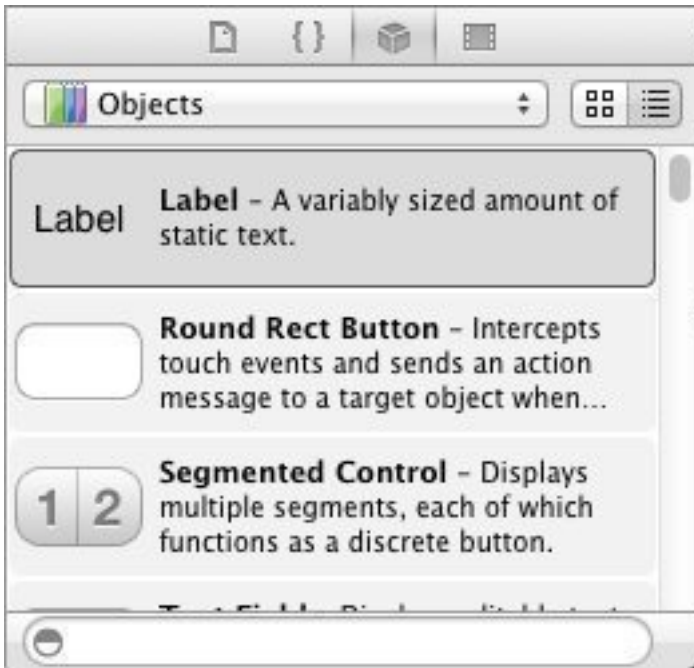 { }
Objects
Label
Label – A variably sized amount of
static text.
Round Rect Button – Intercepts
touch events and sends an action
message to a target object when...
1 2
Segmented Control – Displays
multiple segments, each of which
functions as a discrete button.